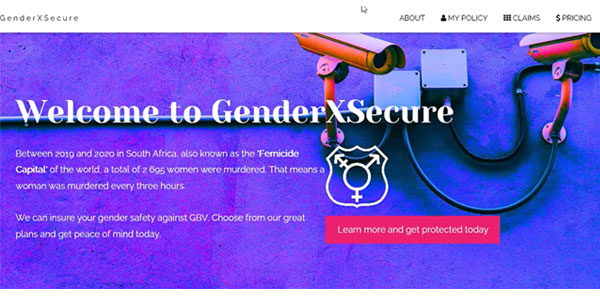 GenderXSecure
ABOUT MY POLICY CLAIMS $ PRICING
Welcome to GenderXSecure
Between 2019 and 2020 in South Africa, also known as the 'Femicide
Capital' of the world, a total of 2 695 women were murdered. That means a
woman was murdered every three hours.
We can insure your gender safety against GBV. Choose from our great
plans and get peace of mind today.
Learn more and get protected today